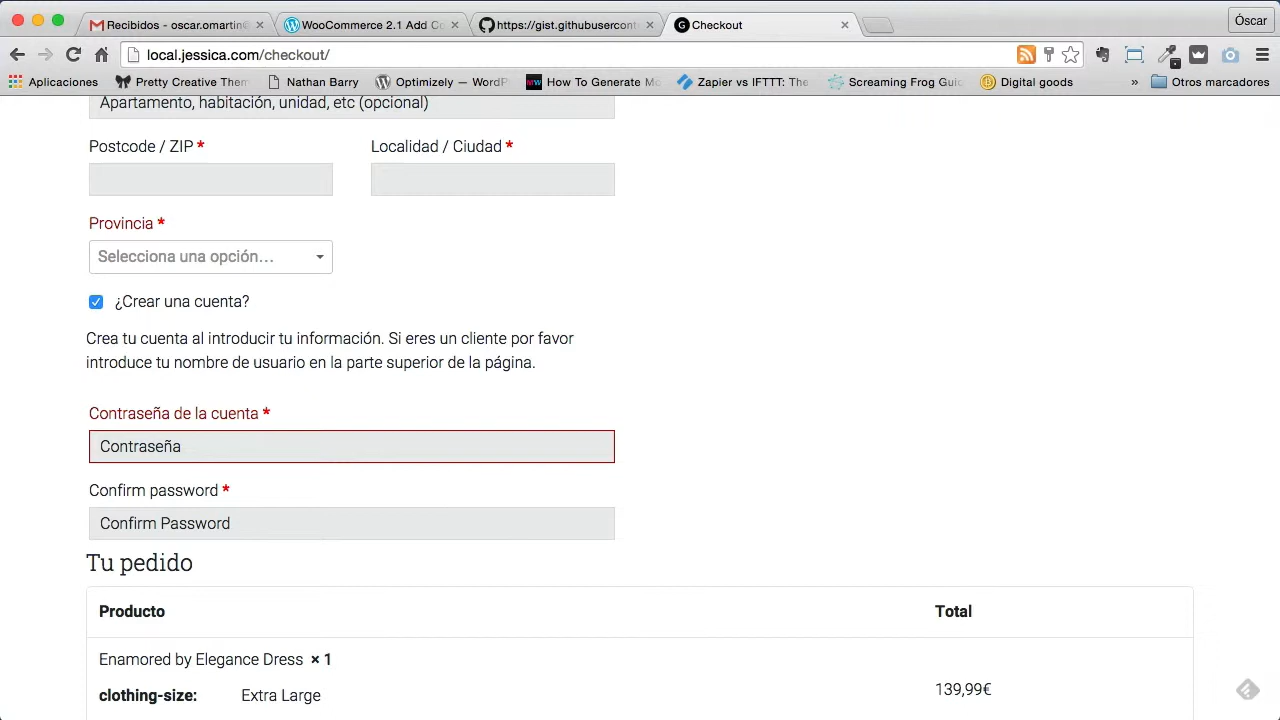 Recibidos - oscar.omartin@
WooCommerce 2.1 Add Co
https://gist.githubuserconte
Checkout
Óscar
local.jessica.com/checkout/
Aplicaciones
Pretty Creative Them
Nathan Barry
Optimizely — WordP
How To Generate Mo
Zapier vs IFTTT: The
Screaming Frog Guid
Digital goods
»
Otros marcadores
Apartamento, habitación, unidad, etc (opcional)
Postcode / ZIP *
Localidad / Ciudad *
Provincia *
Selecciona una opción…
¿Crear una cuenta?
Crea tu cuenta al introducir tu información. Si eres un cliente por favor
introduce tu nombre de usuario en la parte superior de la página.
Contraseña de la cuenta *
Contraseña
Confirm password *
Confirm Password
Tu pedido
Producto
Total
Enamored by Elegance Dress × 1
clothing-size: Extra Large
139,99€